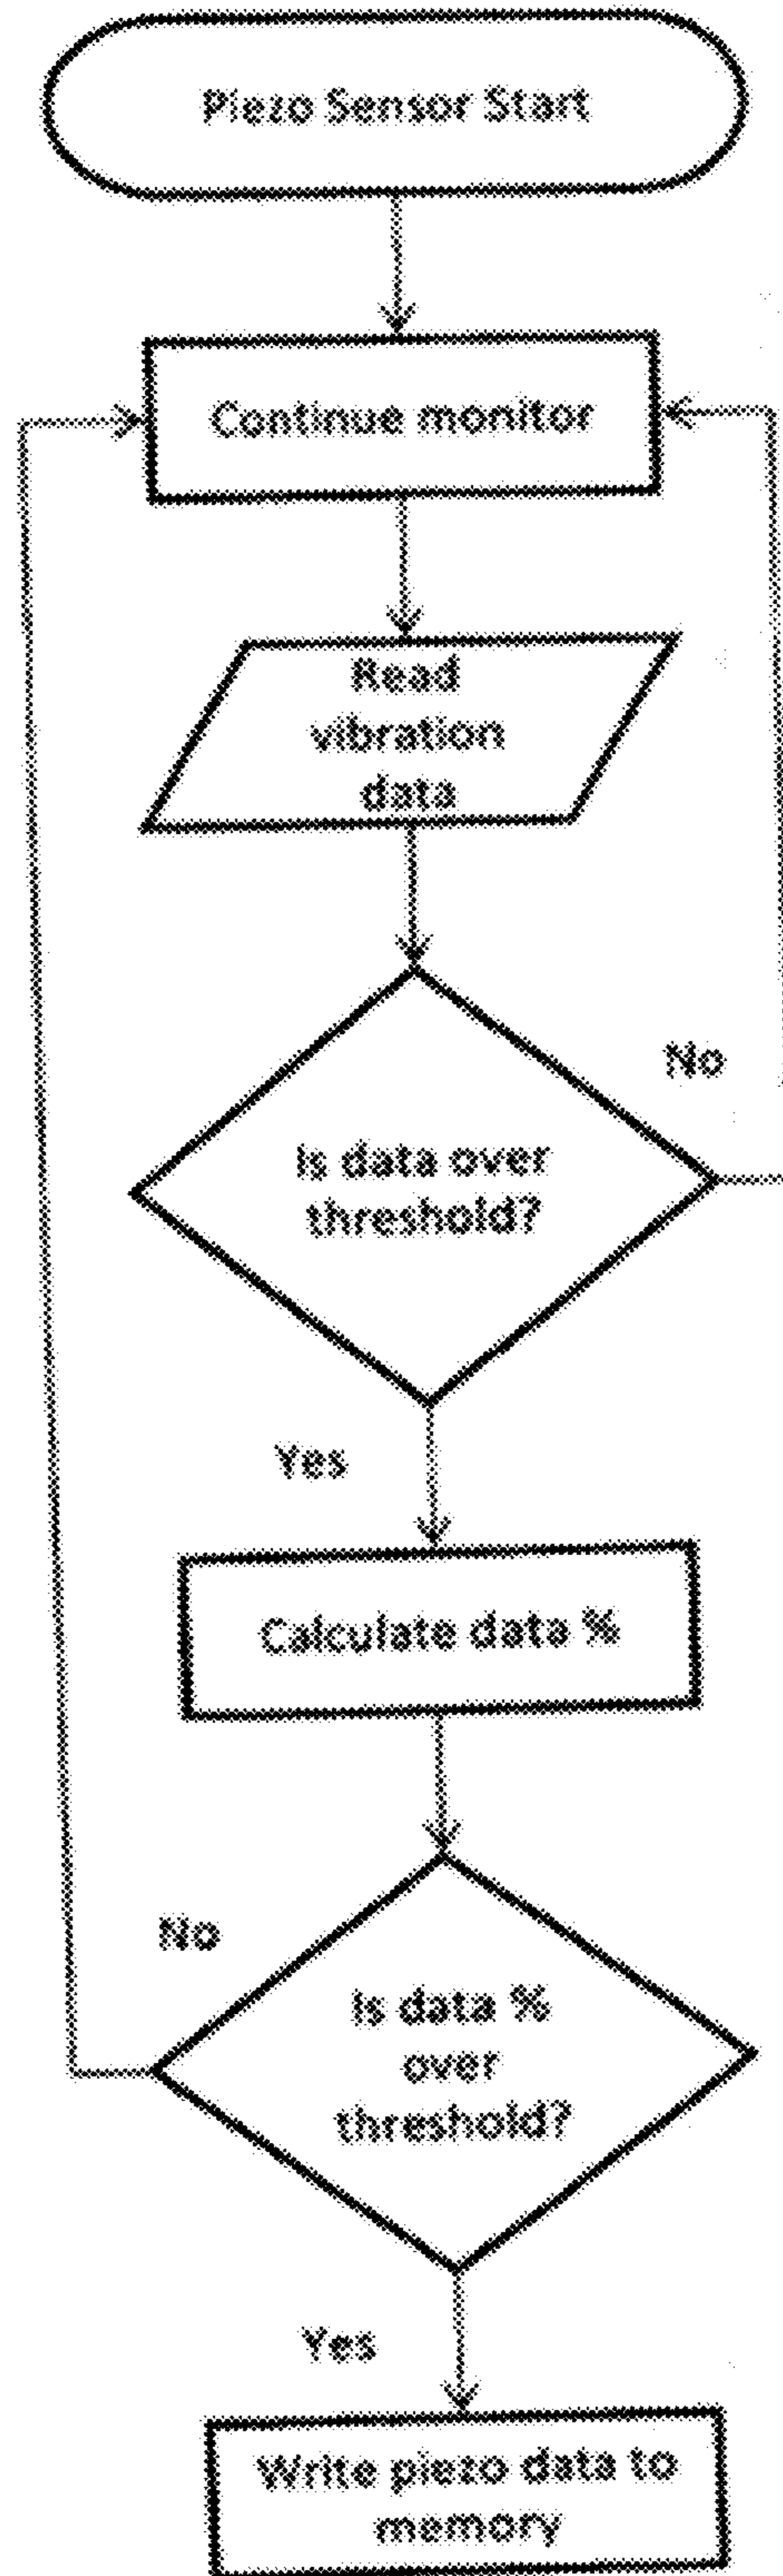 Piezo Sensor Start
Continue monitor
Read
vibration
data
No
Is data over
threshold?
Yes
Calculate data %
No
Is data %
over
threshold?
Yes
Write piezo data to
memory